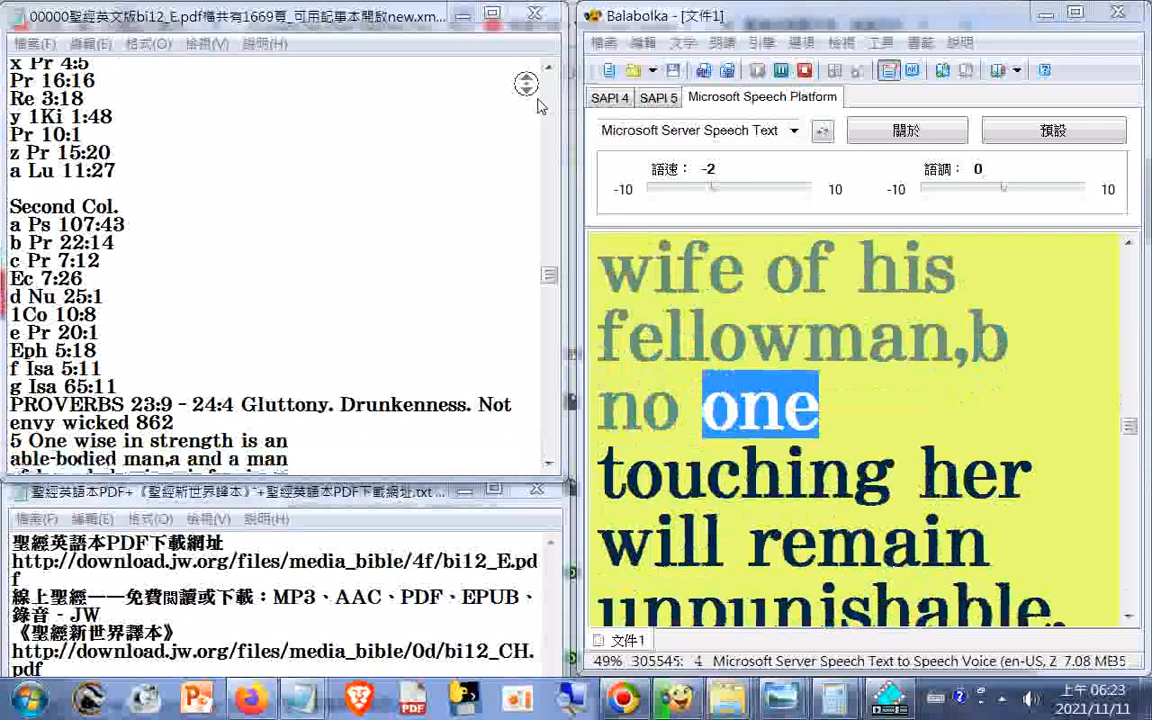 00000聖經英文版bi12_E.pdf檔共有1669頁_可用記事本開啟new.xm...
檔案(F) 編輯(E) 格式(O) 檢視(V) 說明(H)
x Pr 4:5
Pr 16:16
Re 3:18
y 1Ki 1:48
Pr 10:1
z Pr 15:20
a Lu 11:27
Second Col.
a Ps 107:43
b Pr 22:14
c Pr 7:12
Ec 7:26
d Nu 25:1
1Co 10:8
e Pr 20:1
Eph 5:18
f Isa 5:11
g Isa 65:11
PROVERBS 23:9 – 24:4 Gluttony. Drunkenness. Not
envy wicked 862
5 One wise in strength is an
able-bodied man,a and a man
聖經英語本PDF+《聖經新世界譯本》+聖經英語本PDF下載網址.txt ...
檔案(F) 編輯(E) 格式(O) 檢視(V) 說明(H)
聖經英語本PDF下載網址
http://download.jw.org/files/media_bible/4f/bi12_E.pd
f
線上聖經——免費閱讀或下載：MP3、AAC、PDF、EPUB、
錄音 - JW
《聖經新世界譯本》
http://download.jw.org/files/media_bible/0d/bi12_CH.
pdf
Balabolka - [文件1]
檔案 編輯 文字 閱讀 引擎 選項 檢視 工具 書籤 說明
SAPI 4 SAPI 5 Microsoft Speech Platform
Microsoft Server Speech Text 關於 預設
語速： -2 語調： 0
-10 10 -10 10
wife of his
fellowman,b
no one
touching her
will remain
unpunishable.
文件1
49% 305545: 4 Microsoft Server Speech Text to Speech Voice (en-US, Z 7.08 MB
上午 06:23
2021/11/11